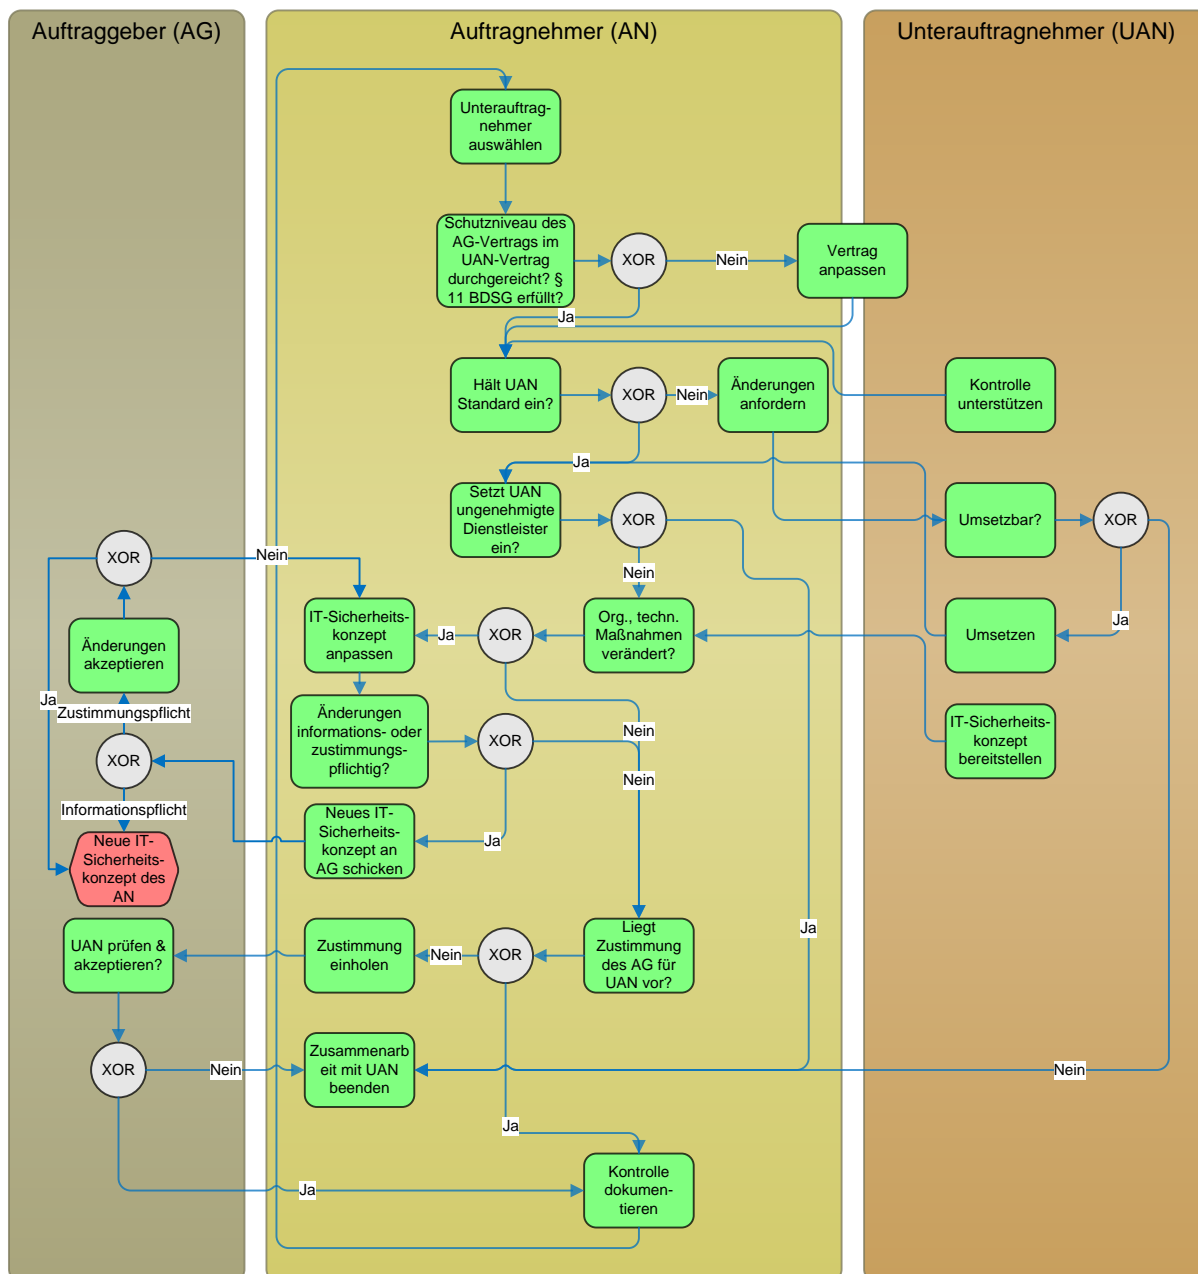 Auftraggeber (AG)
Auftragnehmer (AN)
Unterauftragnehmer (UAN)
Unterauftrag-
nehmer
auswählen
Schutzniveau des
AG-Vertrags im
UAN-Vertrag
durchgereicht? §
11 BDSG erfüllt?
XOR
Nein
Vertrag
anpassen
Ja
Hält UAN
Standard ein?
XOR
Nein
Änderungen
anfordern
Kontrolle
unterstützen
Ja
Setzt UAN
ungenehmigte
Dienstleister
ein?
XOR
Umsetzbar?
XOR
XOR
Nein
Nein
Änderungen
akzeptieren
IT-Sicherheits-
konzept
anpassen
Ja
XOR
Org., techn.
Maßnahmen
verändert?
Umsetzen
Ja
Ja
Zustimmungspflicht
Änderungen
informations- oder
zustimmungs-
pflichtig?
XOR
Nein
IT-Sicherheits-
konzept
bereitstellen
XOR
Nein
Informationspflicht
Neues IT-
Sicherheits-
konzept an
AG schicken
Ja
Neue IT-
Sicherheits-
konzept des
AN
UAN prüfen &
akzeptieren?
Zustimmung
einholen
Nein
XOR
Liegt
Zustimmung
des AG für
UAN vor?
Ja
XOR
Nein
Zusammenarb
eit mit UAN
beenden
Nein
Ja
Ja
Kontrolle
dokumen-
tieren